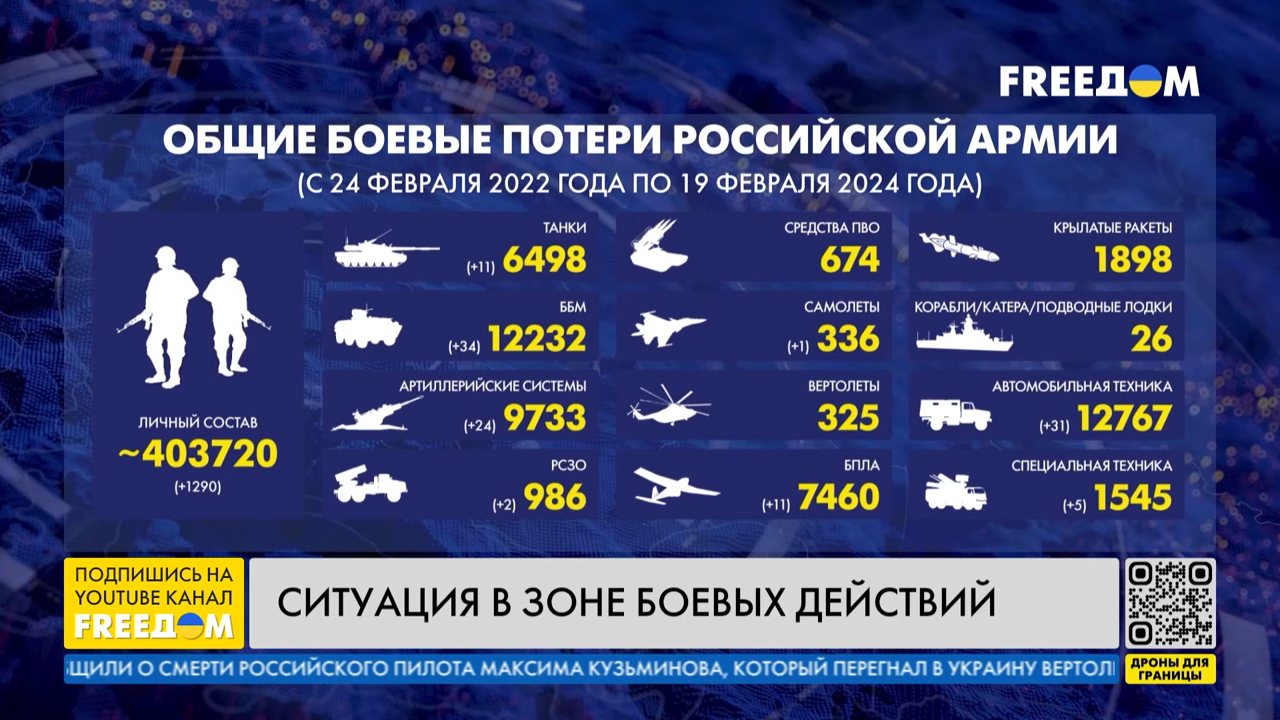 FREEДOM
ОБЩИЕ БОЕВЫЕ ПОТЕРИ РОССИЙСКОЙ АРМИИ
(С 24 ФЕВРАЛЯ 2022 ГОДА ПО 19 ФЕВРАЛЯ 2024 ГОДА)
ЛИЧНЫЙ СОСТАВ
~403720
(+1290)
ТАНКИ
(+11) 6498
ББМ
(+34) 12232
АРТИЛЛЕРИЙСКИЕ СИСТЕМЫ
(+24) 9733
РСЗО
(+2) 986
СРЕДСТВА ПВО
674
САМОЛЕТЫ
(+1) 336
ВЕРТОЛЕТЫ
325
БПЛА
(+11) 7460
КРЫЛАТЫЕ РАКЕТЫ
1898
КОРАБЛИ/КАТЕРА/ПОДВОДНЫЕ ЛОДКИ
26
АВТОМОБИЛЬНАЯ ТЕХНИКА
(+31) 12767
СПЕЦИАЛЬНАЯ ТЕХНИКА
(+5) 1545
ПОДПИШИСЬ НА
YOUTUBE КАНАЛ
FREEДOM
СИТУАЦИЯ В ЗОНЕ БОЕВЫХ ДЕЙСТВИЙ
ЩИЛИ О СМЕРТИ РОССИЙСКОГО ПИЛОТА МАКСИМА КУЗЬМИНОВА, КОТОРЫЙ ПЕРЕГНАЛ В УКРАИНУ ВЕРТОЛ
ДРОНЫ ДЛЯ
ГРАНИЦЫ